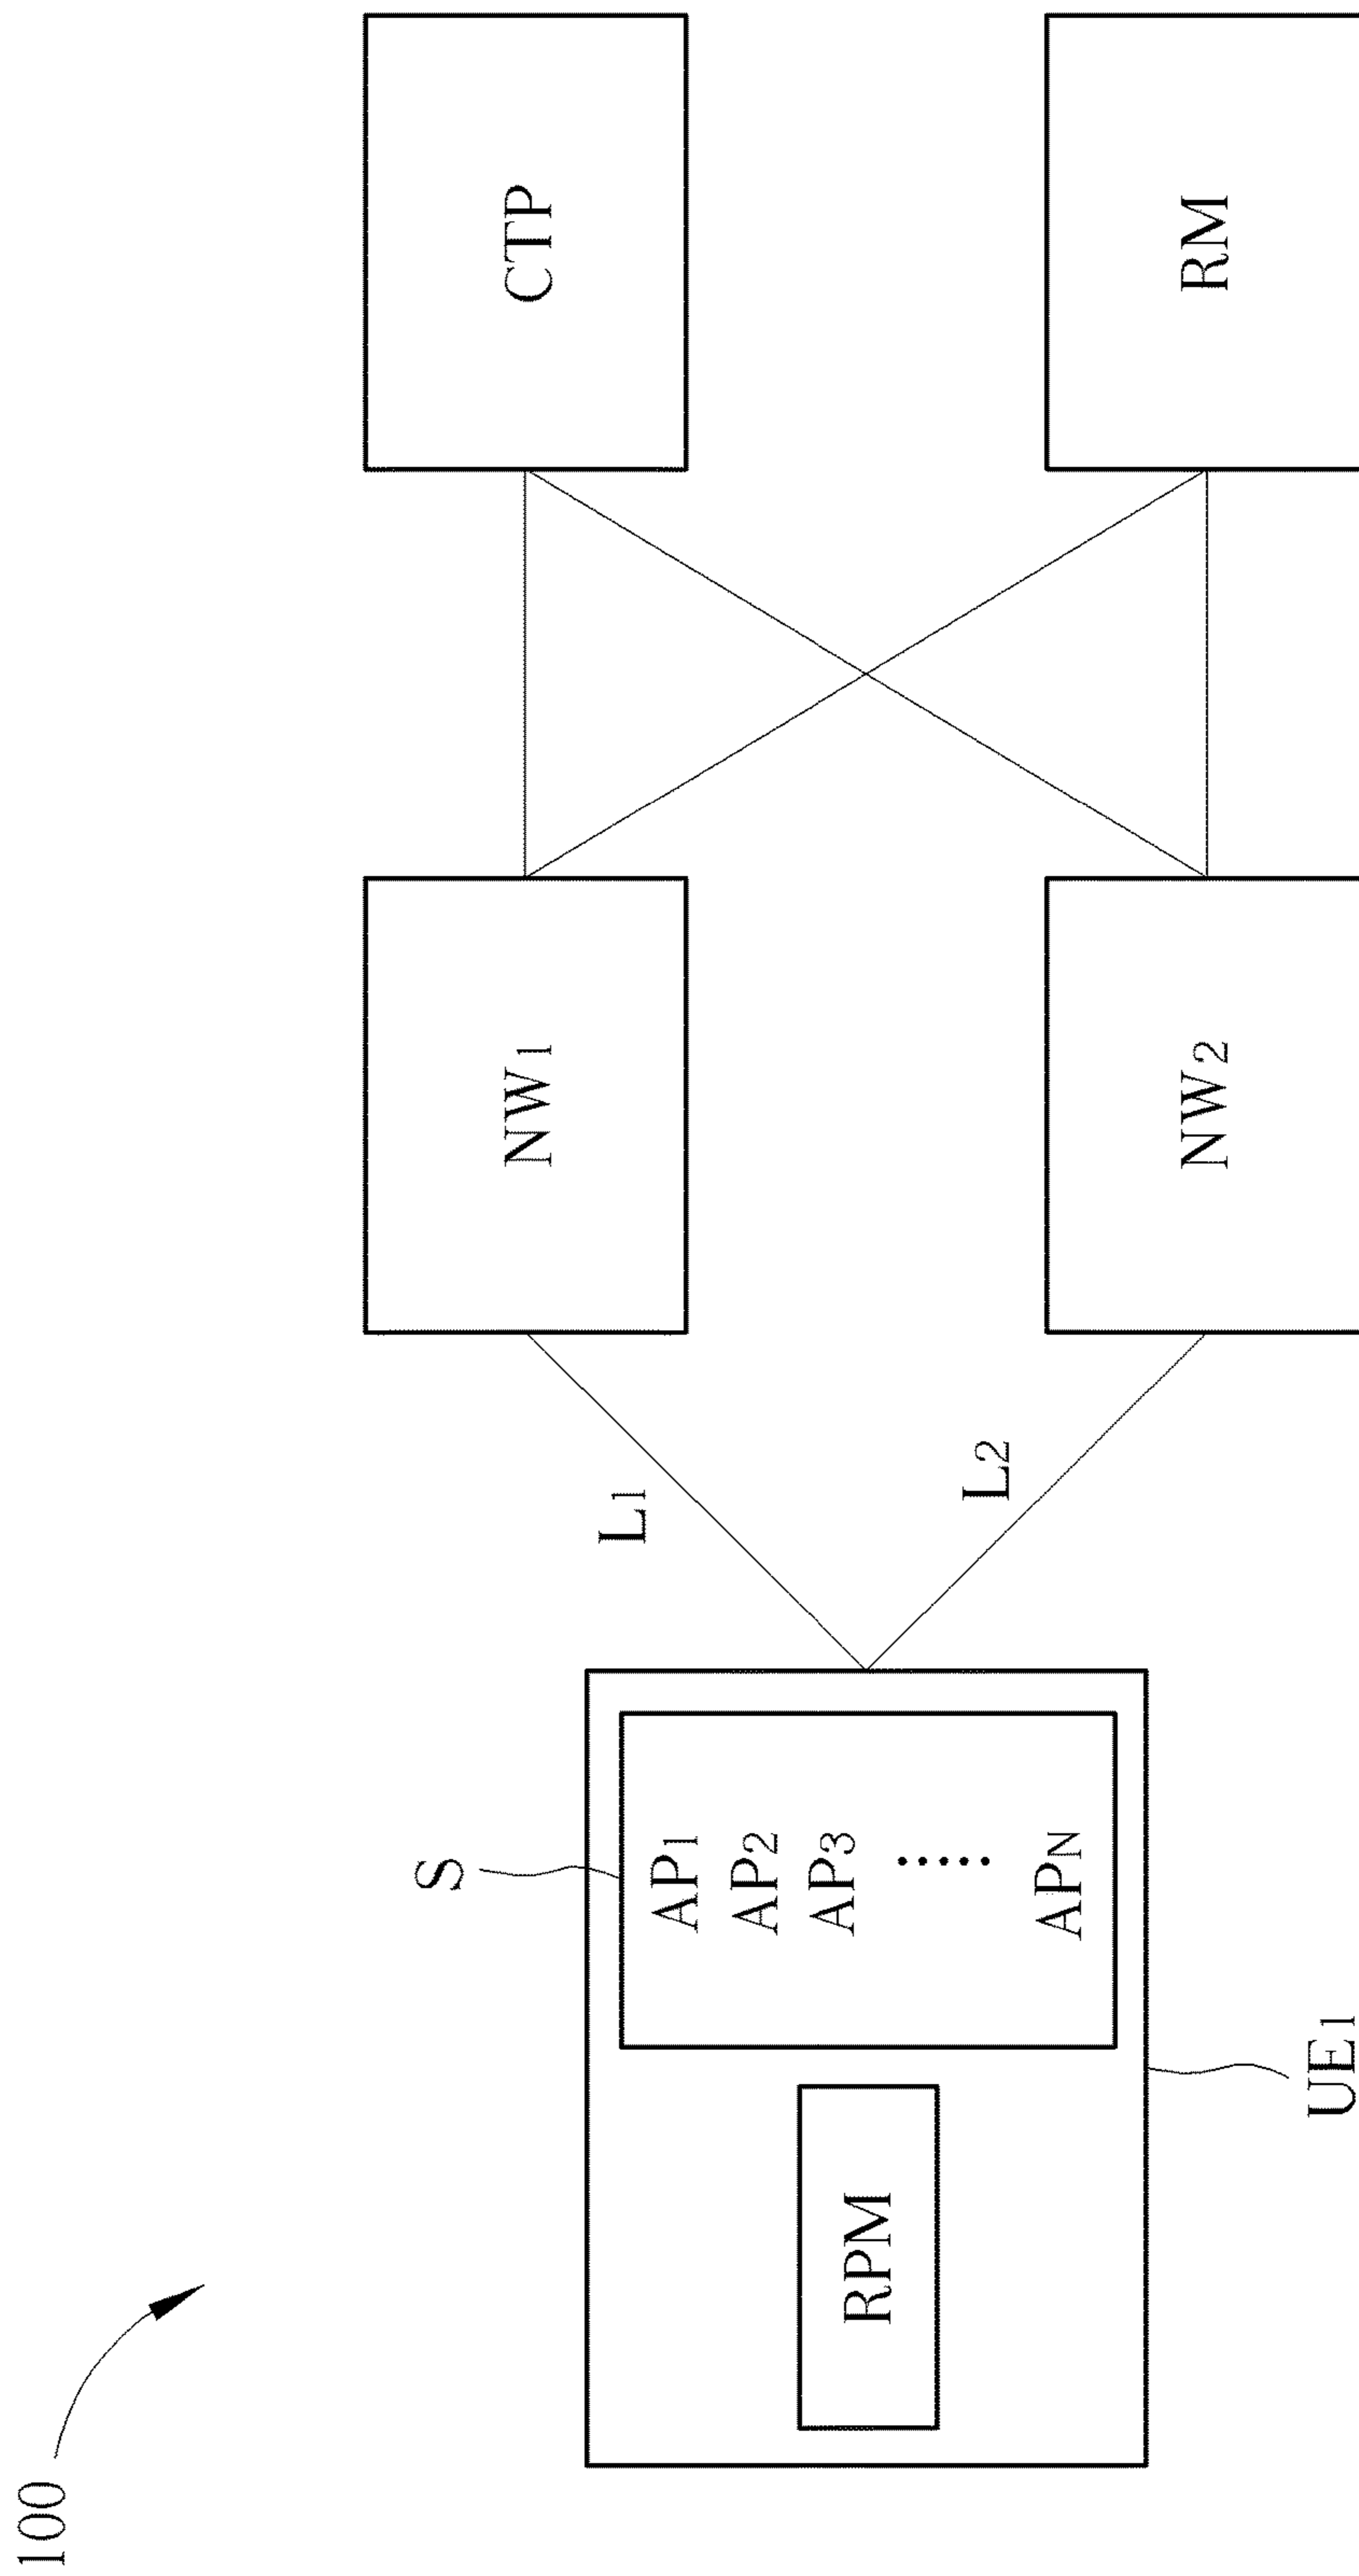 100
S
AP1
AP2
AP3
.....
APN
RPM
UE1
L1
L2
NW1
NW2
CTP
RM